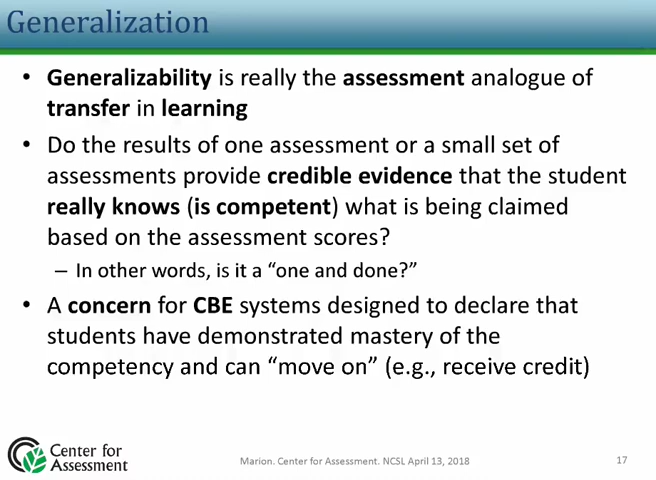 Generalization
• Generalizability is really the assessment analogue of
transfer in learning
• Do the results of one assessment or a small set of
assessments provide credible evidence that the student
really knows (is competent) what is being claimed
based on the assessment scores?
– In other words, is it a “one and done?”
• A concern for CBE systems designed to declare that
students have demonstrated mastery of the
competency and can “move on” (e.g., receive credit)
Center for
Assessment
Marion. Center for Assessment. NCSL April 13, 2018
17